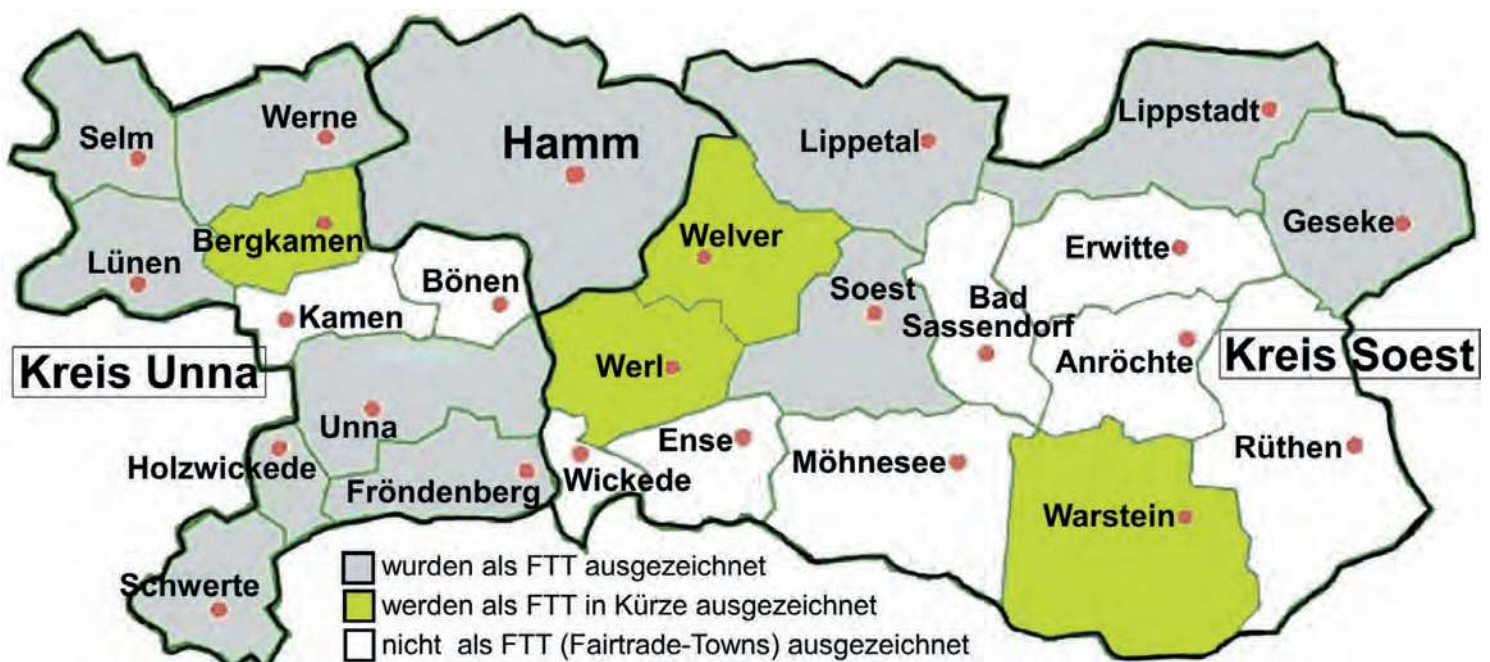 Selm
Werne
Hamm
Lippetal
Lippstadt
Bergkamen
Lünen
Welver
Geseke
Erwitte
Bönen
Kamen
Soest
Bad
Sassendorf
Kreis Unna
Werl
Anröchte
Kreis Soest
Unna
Holzwickede
Fröndenberg
Wickede
Ense
Möhnesee
Rüthen
Warstein
Schwerte
wurden als FTT ausgezeichnet
werden als FTT in Kürze ausgezeichnet
nicht als FTT (Fairtrade-Towns) ausgezeichnet